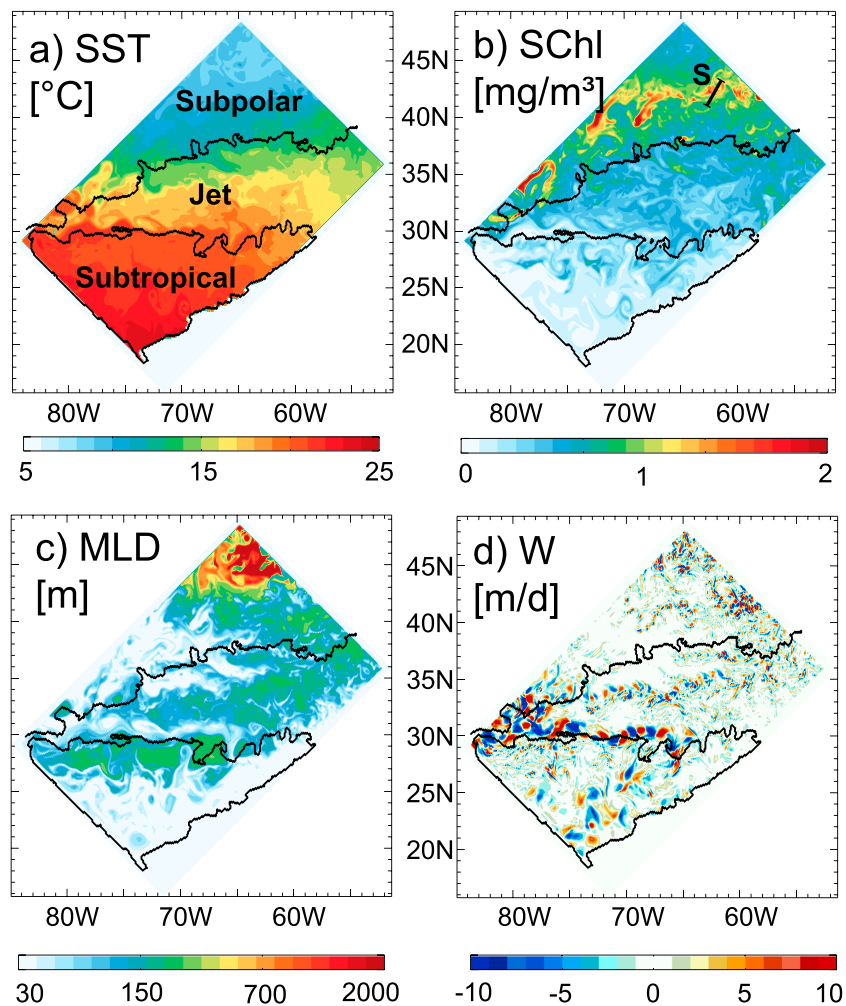 a) SST
[°C]
Subpolar
Jet
Subtropical
80W 70W 60W
5 15 25
b) SChl
[mg/m³]
S
45N
40N
35N
30N
25N
20N
80W 70W 60W
0 1 2
c) MLD
[m]
80W 70W 60W
30 150 700 2000
d) W
[m/d]
45N
40N
35N
30N
25N
20N
80W 70W 60W
-10 -5 0 5 10